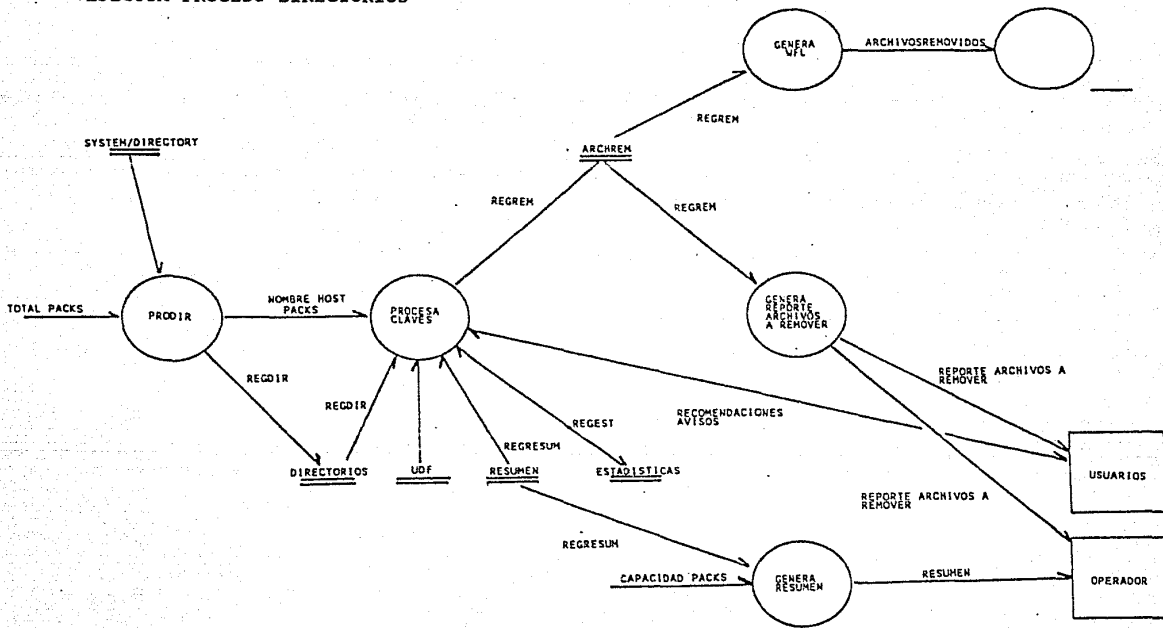 PROCESO DIRECTORIOS
GENERA
WFL
ARCHIVOSREMOVIDOS
REGREM
SYSTEM/DIRECTORY
ARCHREM
REGREM
REGREM
TOTAL PACKS
PRODIR
NOMBRE HOST
PACKS
PROCESA
CLAVES
GENERA
REPORTE
ARCHIVOS
A REMOVER
REGDIR
REGDIR
REGRESUM
REGEST
RECOMENDACIONES
AVISOS
REPORTE ARCHIVOS A
REMOVER
DIRECTORIOS
UDF
RESUMEN
ESTADISTICAS
USUARIOS
REPORTE ARCHIVOS A
REMOVER
REGRESUM
CAPACIDAD PACKS
GENERA
RESUMEN
RESUMEN
OPERADOR